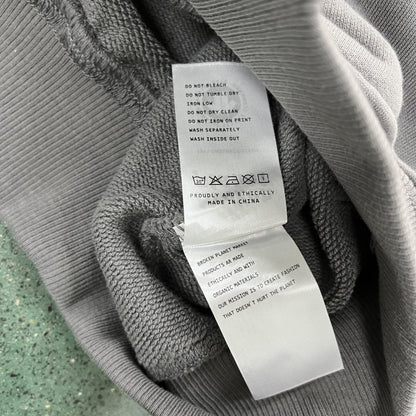 DO NOT BLEACH
DO NOT TUMBLE DRY
IRON LOW
DO NOT DRY CLEAN
DO NOT IRON ON PRINT
WASH SEPARATELY
WASH INSIDE OUT
PROUDLY AND ETHICALLY
MADE IN CHINA
BROKEN PLANET MARKET
PRODUCTS AR MADE
ETHICALLY AND WITH
ORGANIC MATERIALS
OUR MISSION IS TO CREATE FASHION
THAT DOESN'T HURT THE PLANET